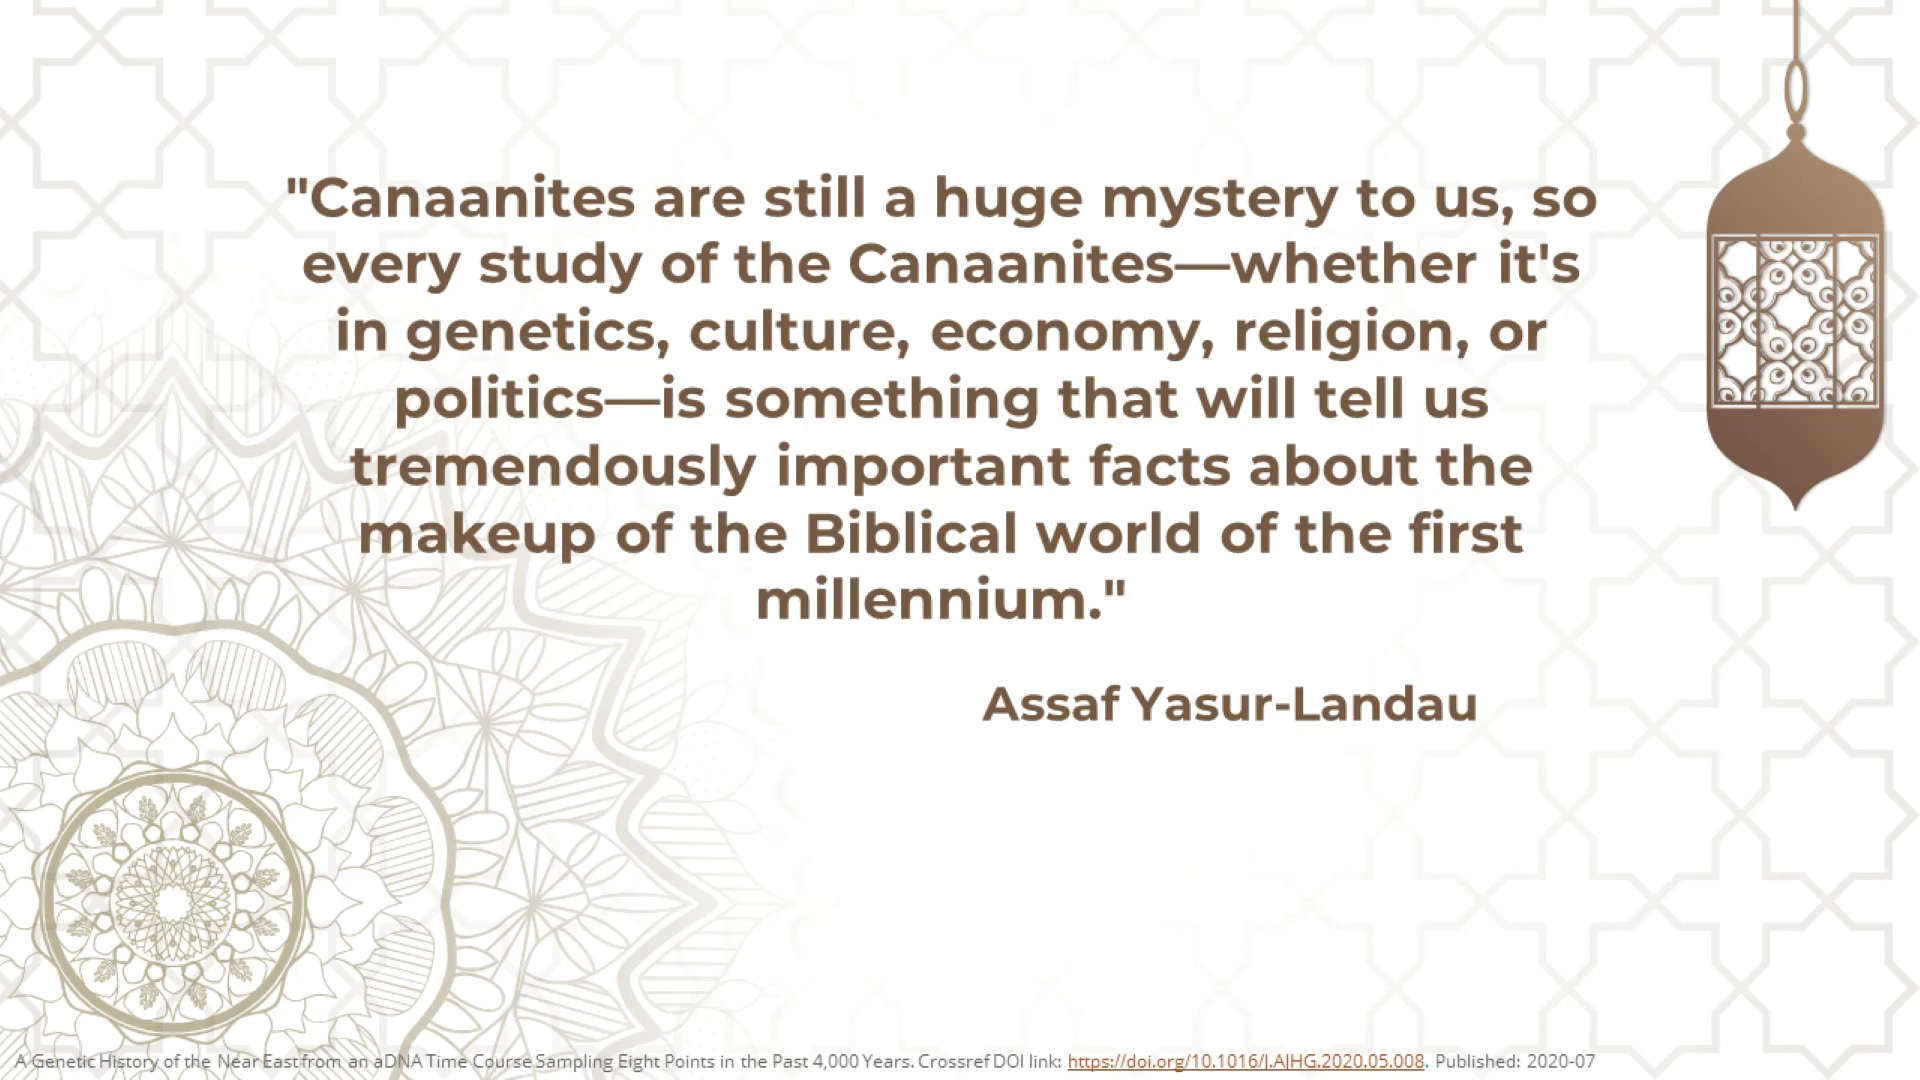 "Canaanites are still a huge mystery to us, so
every study of the Canaanites—whether it's
in genetics, culture, economy, religion, or
politics—is something that will tell us
tremendously important facts about the
makeup of the Biblical world of the first
millennium."
Assaf Yasur-Landau
A Genetic History of the Near East from an aDNA Time Course Sampling Eight Points in the Past 4,000 Years. Crossref DOI link: https://doi.org/10.1016/J.AJHG.2020.05.008. Published: 2020-07